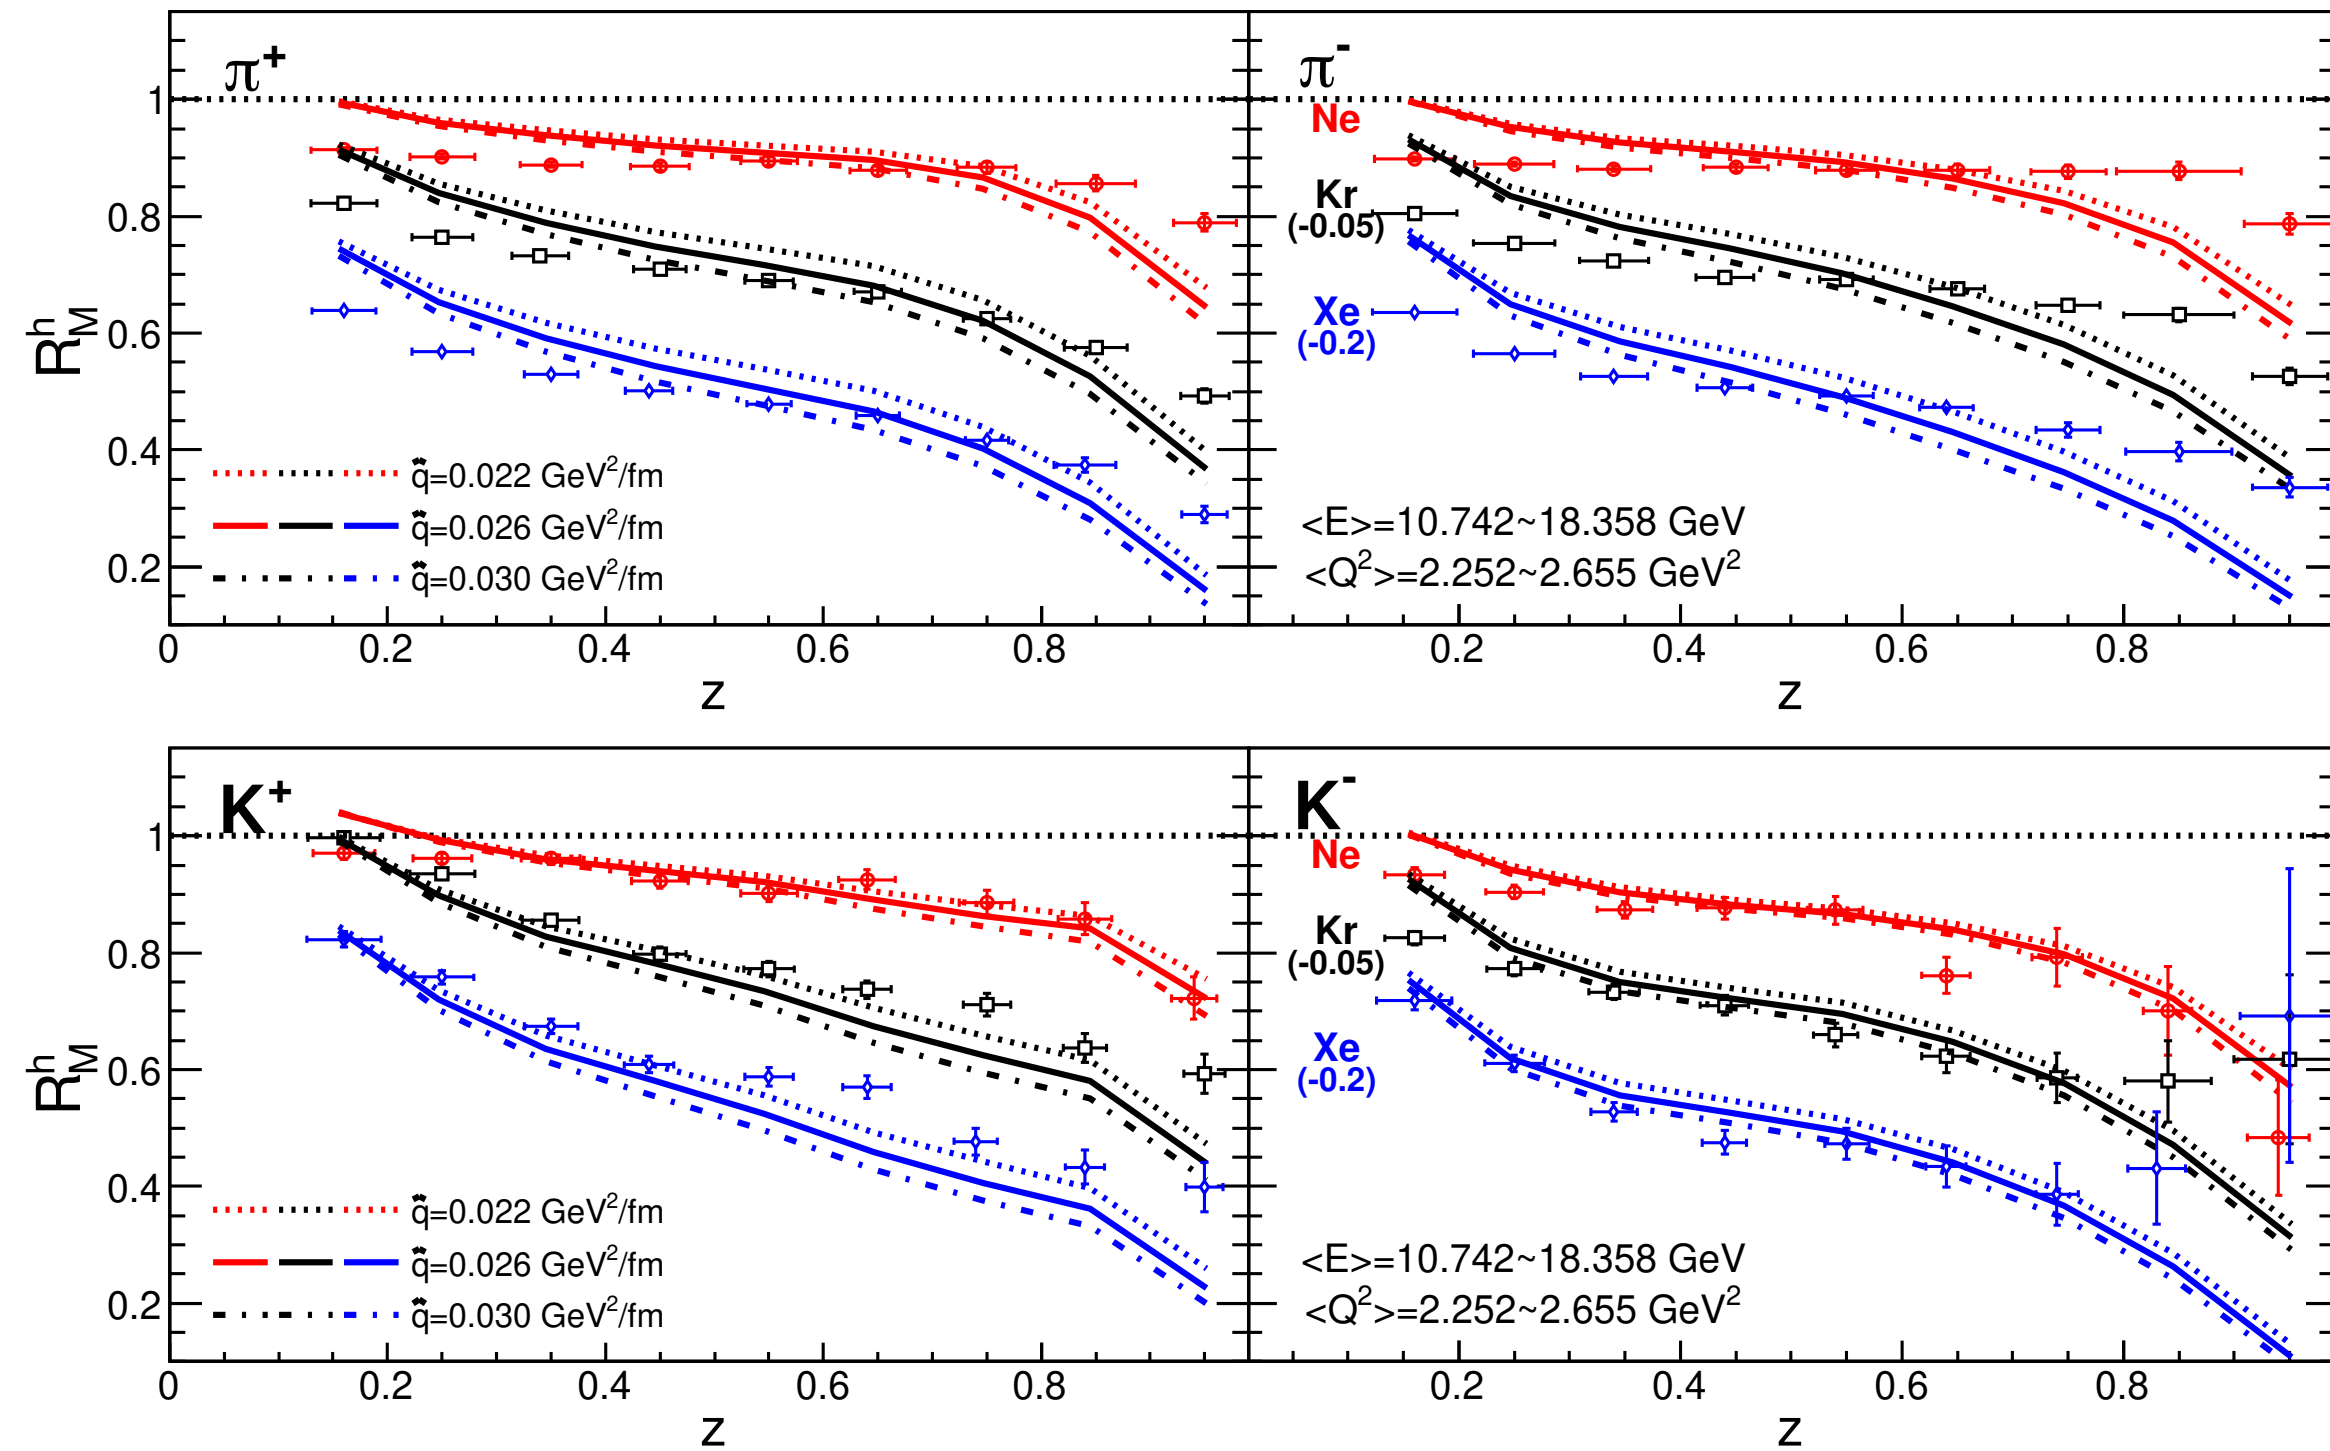 π+
π-
1
Ne
0.8
Kr
(-0.05)
0.6
Xe
(-0.2)
R_M^h
0.4
q̂=0.022 GeV²/fm
q̂=0.026 GeV²/fm
<E>=10.742~18.358 GeV
0.2
q̂=0.030 GeV²/fm
<Q²>=2.252~2.655 GeV²
0 0.2 0.4 0.6 0.8 0.2 0.4 0.6 0.8
z z
K+
K-
1
Ne
0.8
Kr
(-0.05)
0.6
Xe
(-0.2)
R_M^h
0.4
q̂=0.022 GeV²/fm
q̂=0.026 GeV²/fm
<E>=10.742~18.358 GeV
0.2
q̂=0.030 GeV²/fm
<Q²>=2.252~2.655 GeV²
0 0.2 0.4 0.6 0.8 0.2 0.4 0.6 0.8
z z